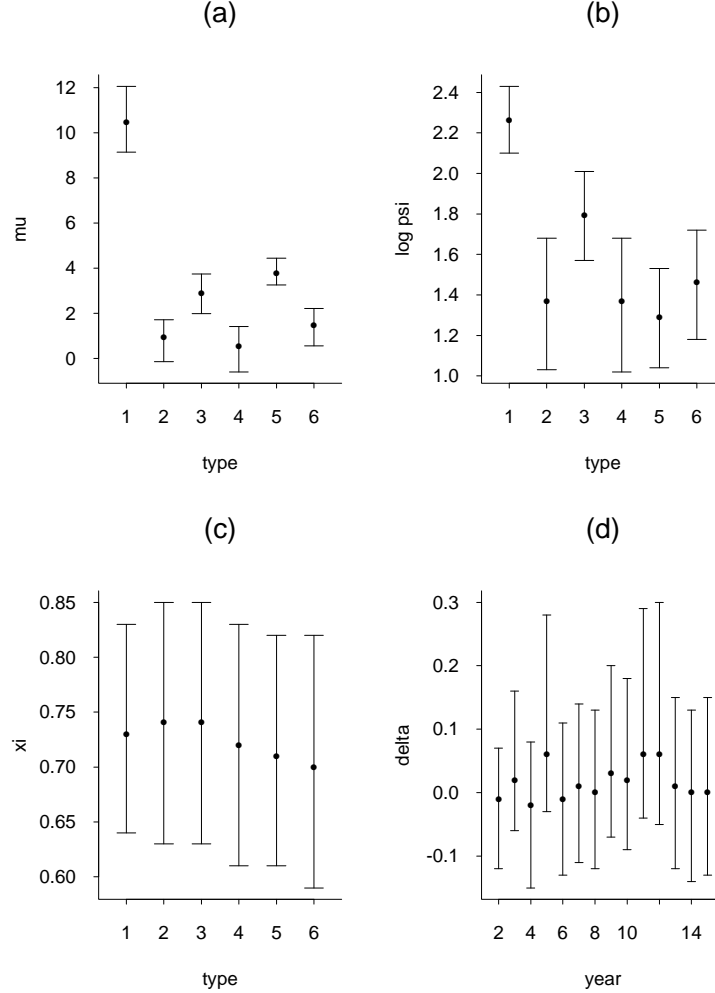 (a)
12
10
8
6
4
2
0
mu
1 2 3 4 5 6
type
(b)
2.4
2.2
2.0
1.8
1.6
1.4
1.2
1.0
log psi
1 2 3 4 5 6
type
(c)
0.85
0.80
0.75
0.70
0.65
0.60
xi
1 2 3 4 5 6
type
(d)
0.3
0.2
0.1
0.0
-0.1
delta
2 4 6 8 10 14
year